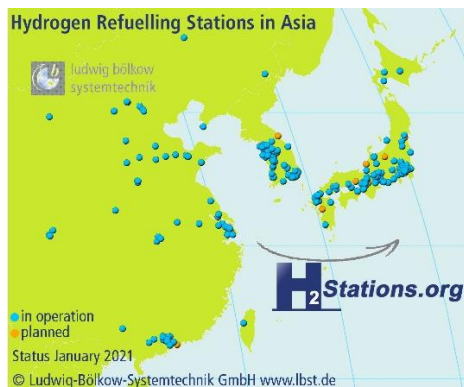 Hydrogen Refuelling Stations in Asia
ludwig bölkow
systemtechnik
H2Stations.org
in operation
planned
Status January 2021
© Ludwig-Bölkow-Systemtechnik GmbH www.lbst.de